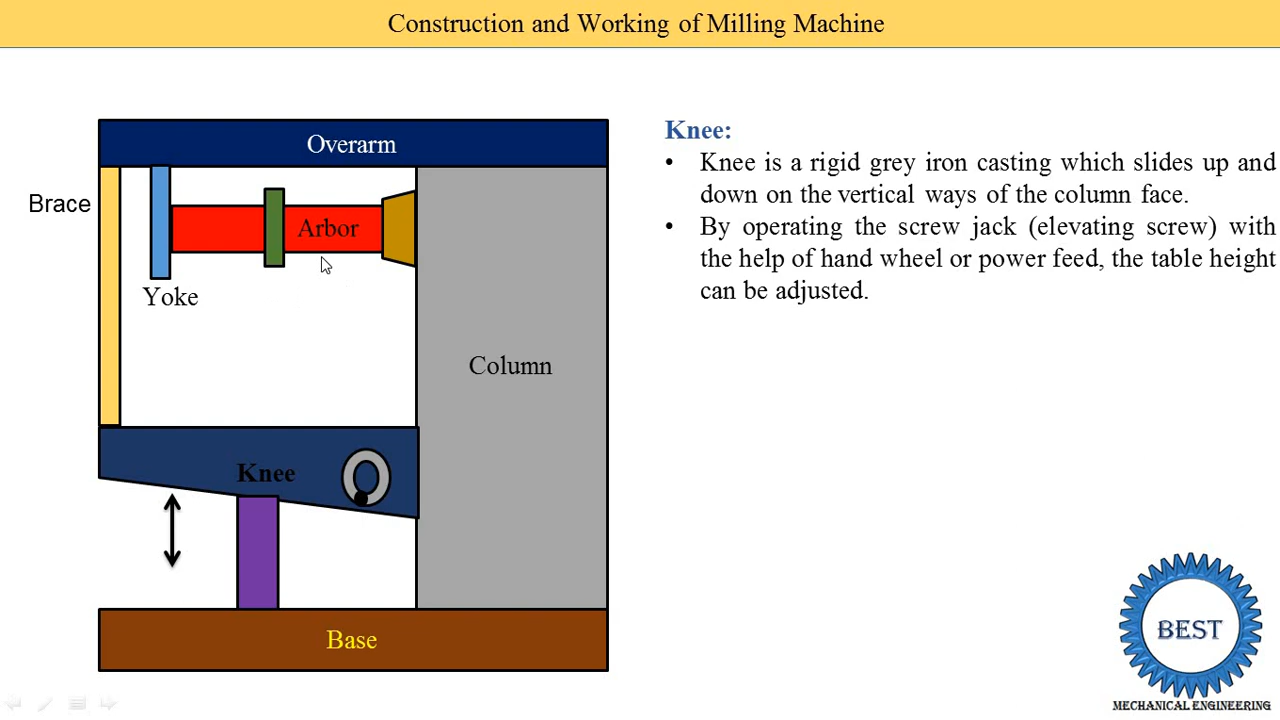 Construction and Working of Milling Machine
Overarm
Brace
Arbor
Yoke
Column
Knee
Base
Knee:
• Knee is a rigid grey iron casting which slides up and
down on the vertical ways of the column face.
• By operating the screw jack (elevating screw) with
the help of hand wheel or power feed, the table height
can be adjusted.
BEST
MECHANICAL ENGINEERING